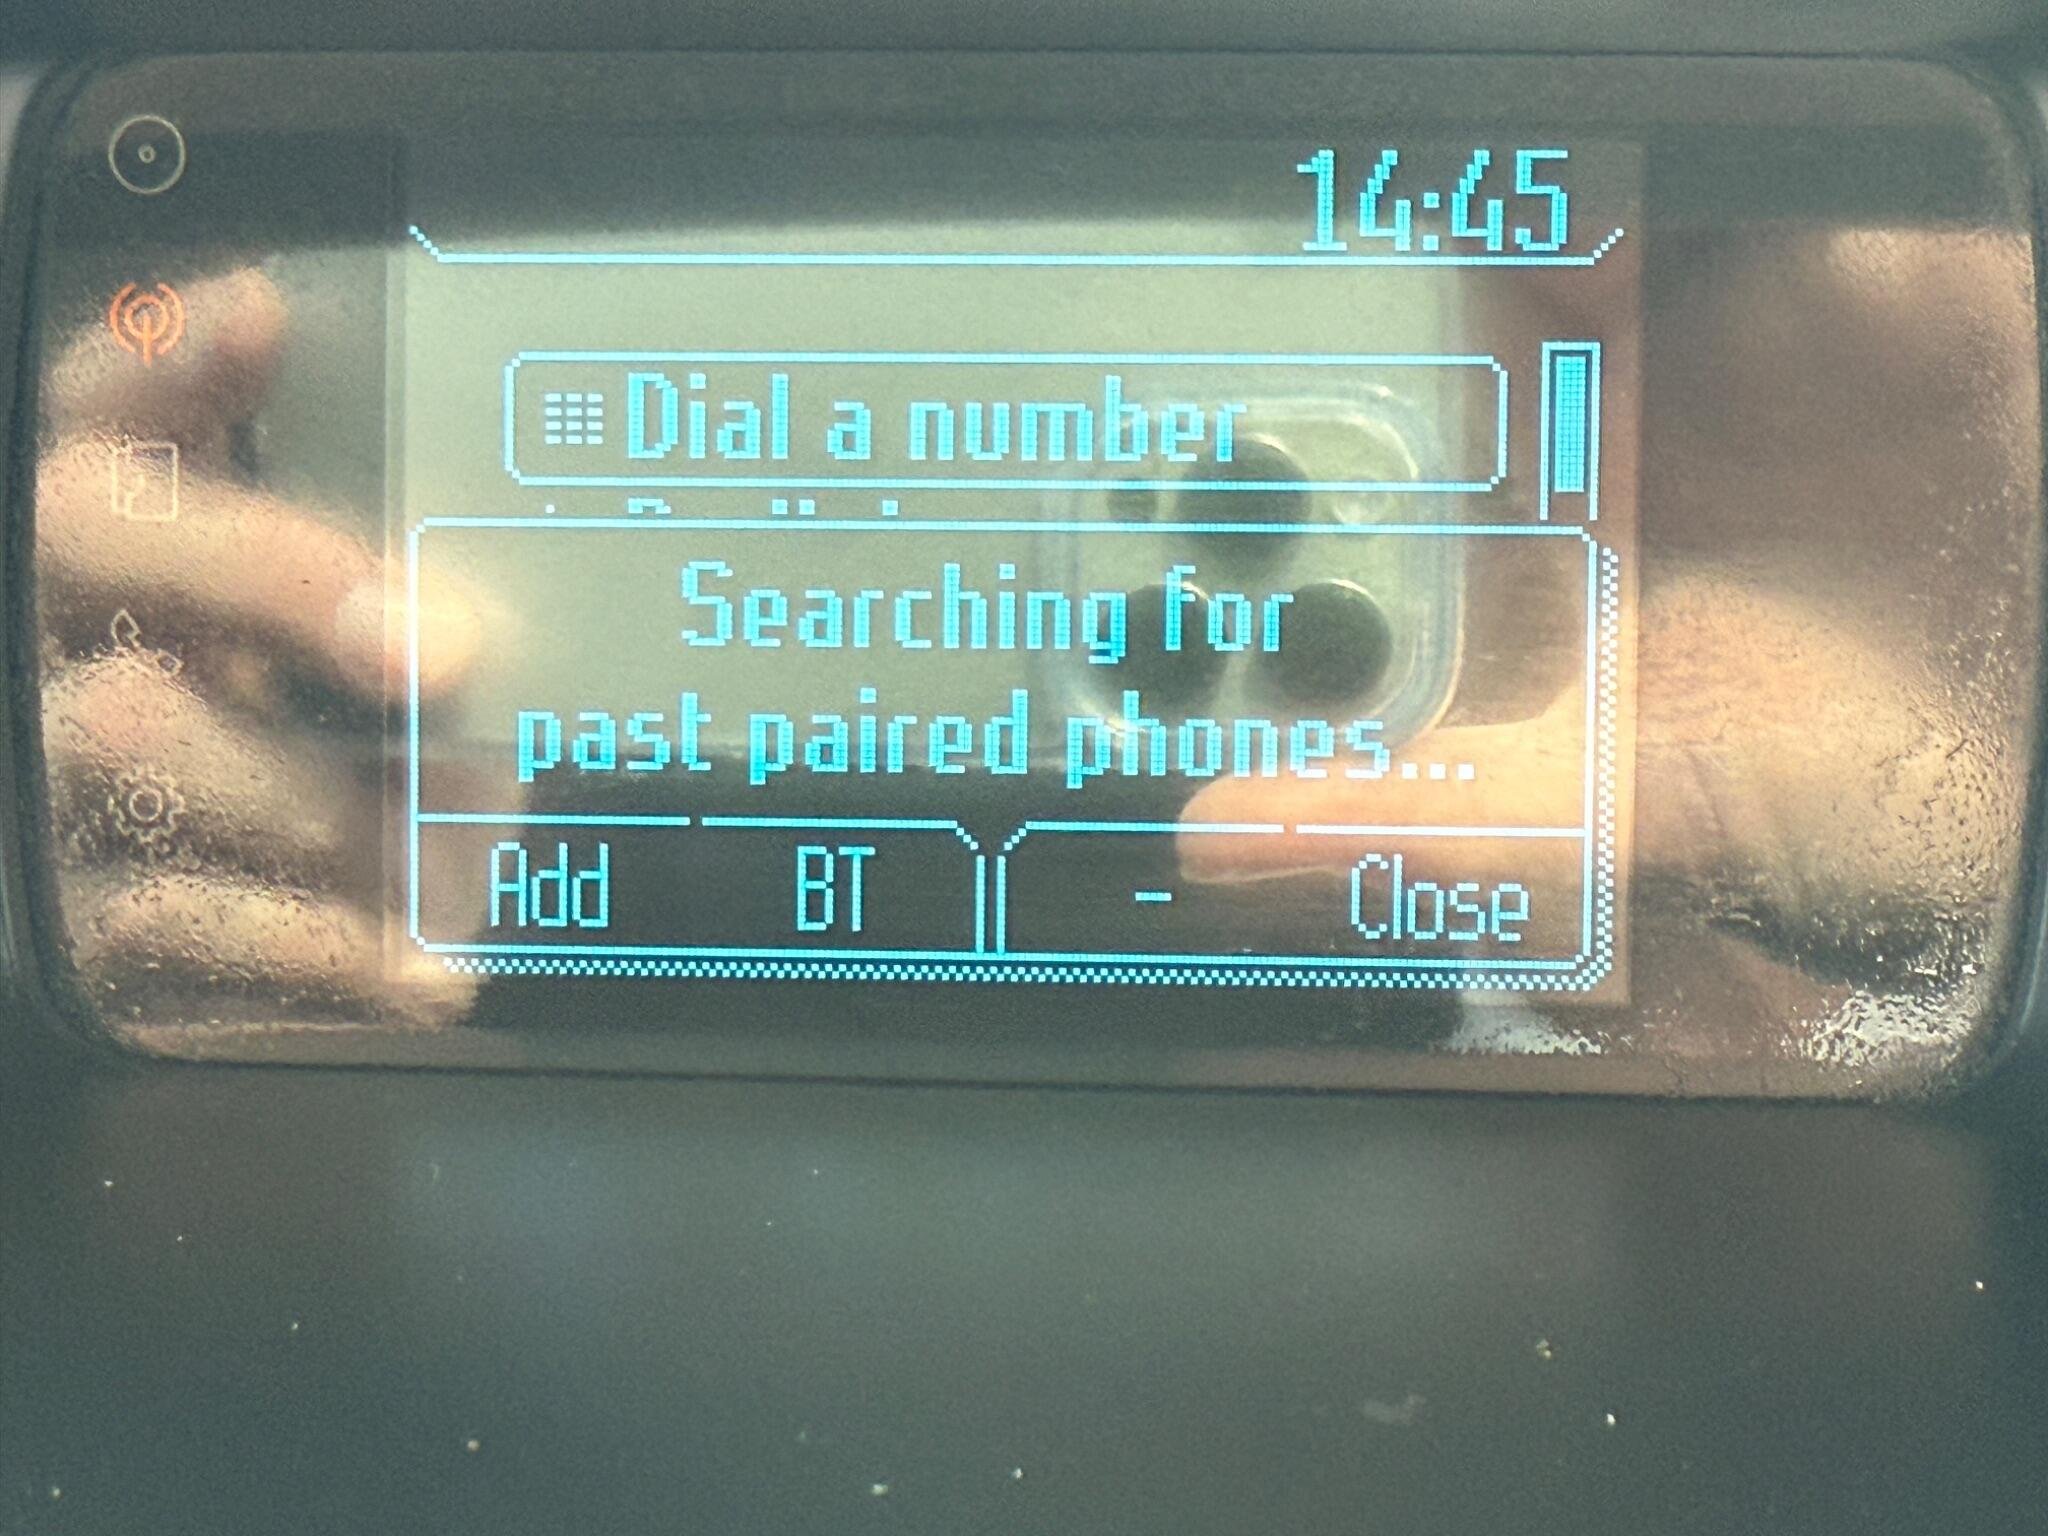 14:45
Dial a number
Searching for
past paired phones...
Add BT - Close